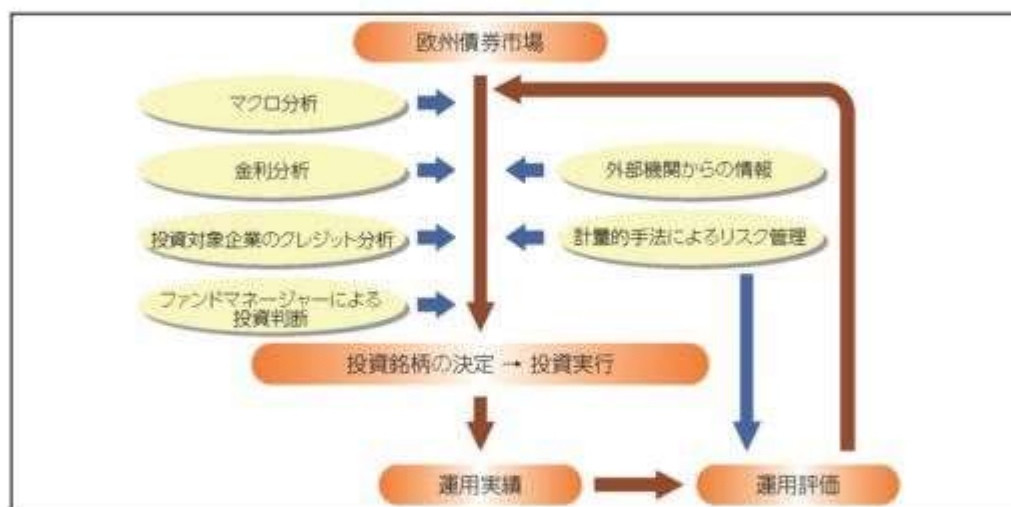 欧州債券市場
マクロ分析
金利分析
外部機関からの情報
投資対象企業のクレジット分析
計量的手法によるリスク管理
ファンドマネージャーによる
投資判断
投資銘柄の決定 → 投資実行
運用実績
運用評価